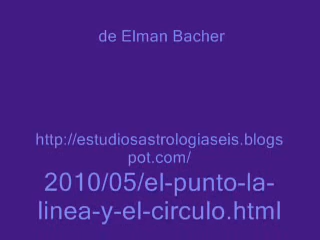 de Elman Bacher
http://estudiosastrologiaseis.blogs
pot.com/
2010/05/el-punto-la-
linea-y-el-circulo.html